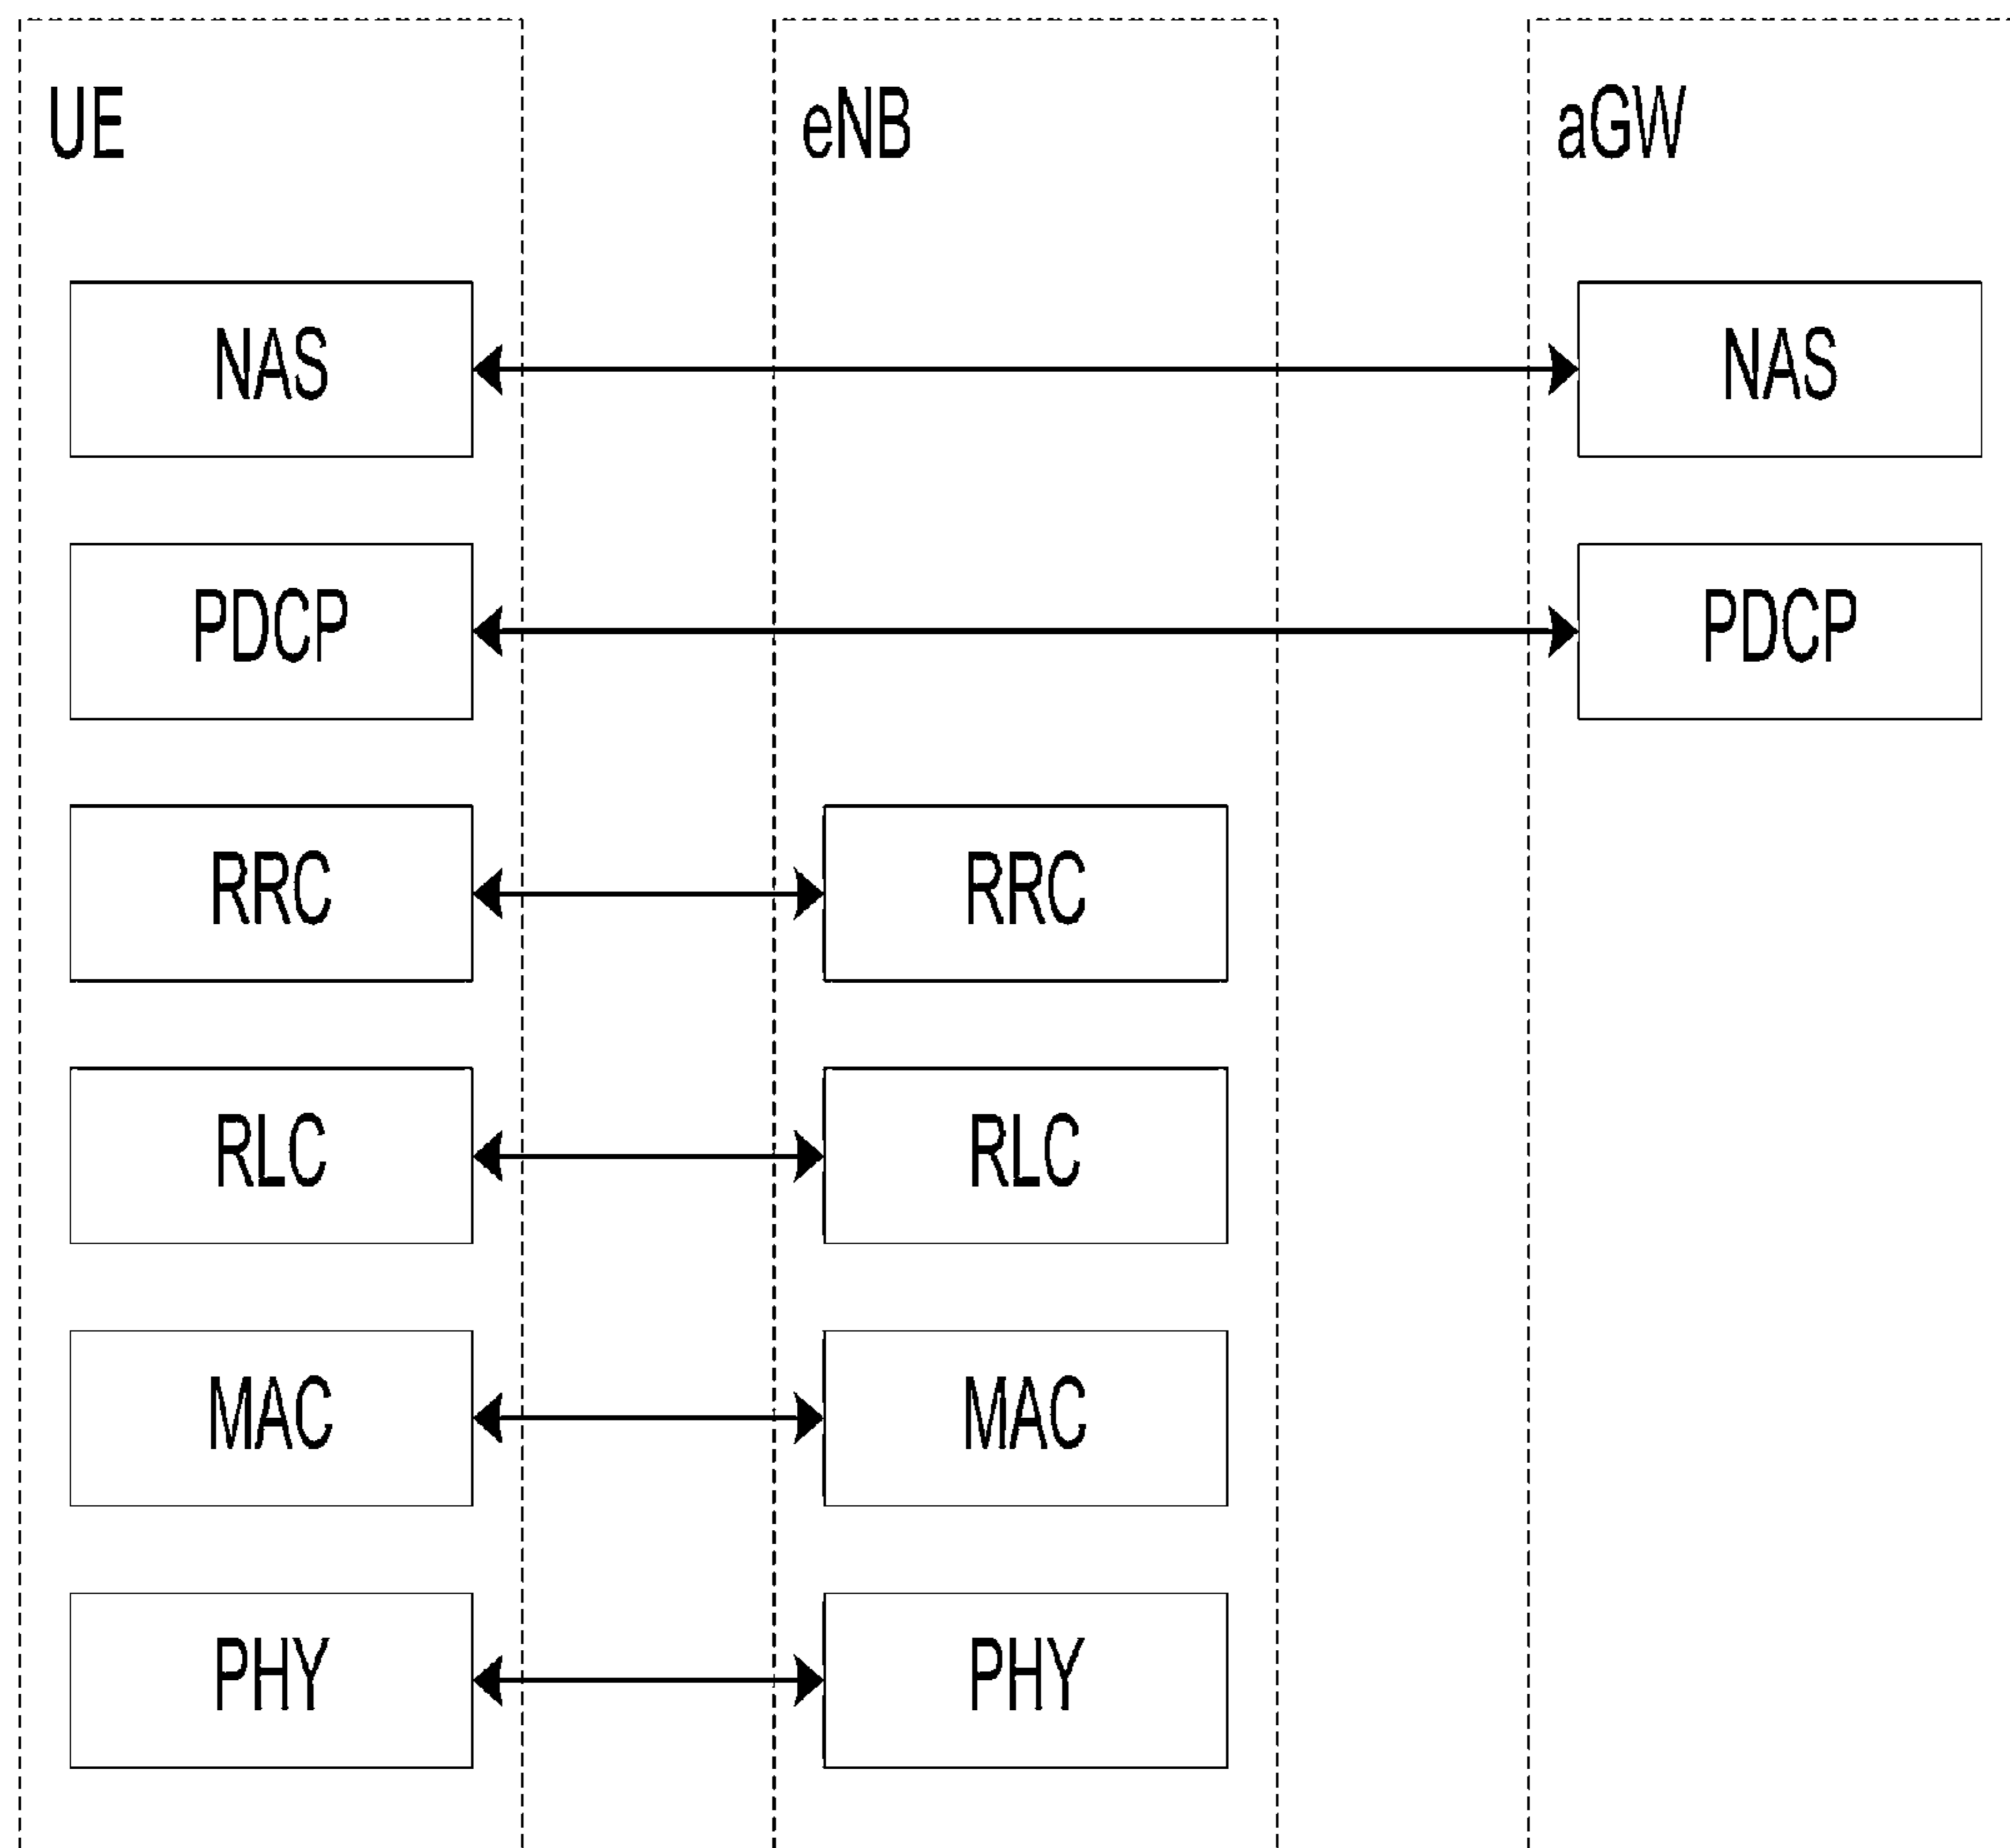 UE eNB aGW
NAS NAS
PDCP PDCP
RRC RRC
RLC RLC
MAC MAC
PHY PHY